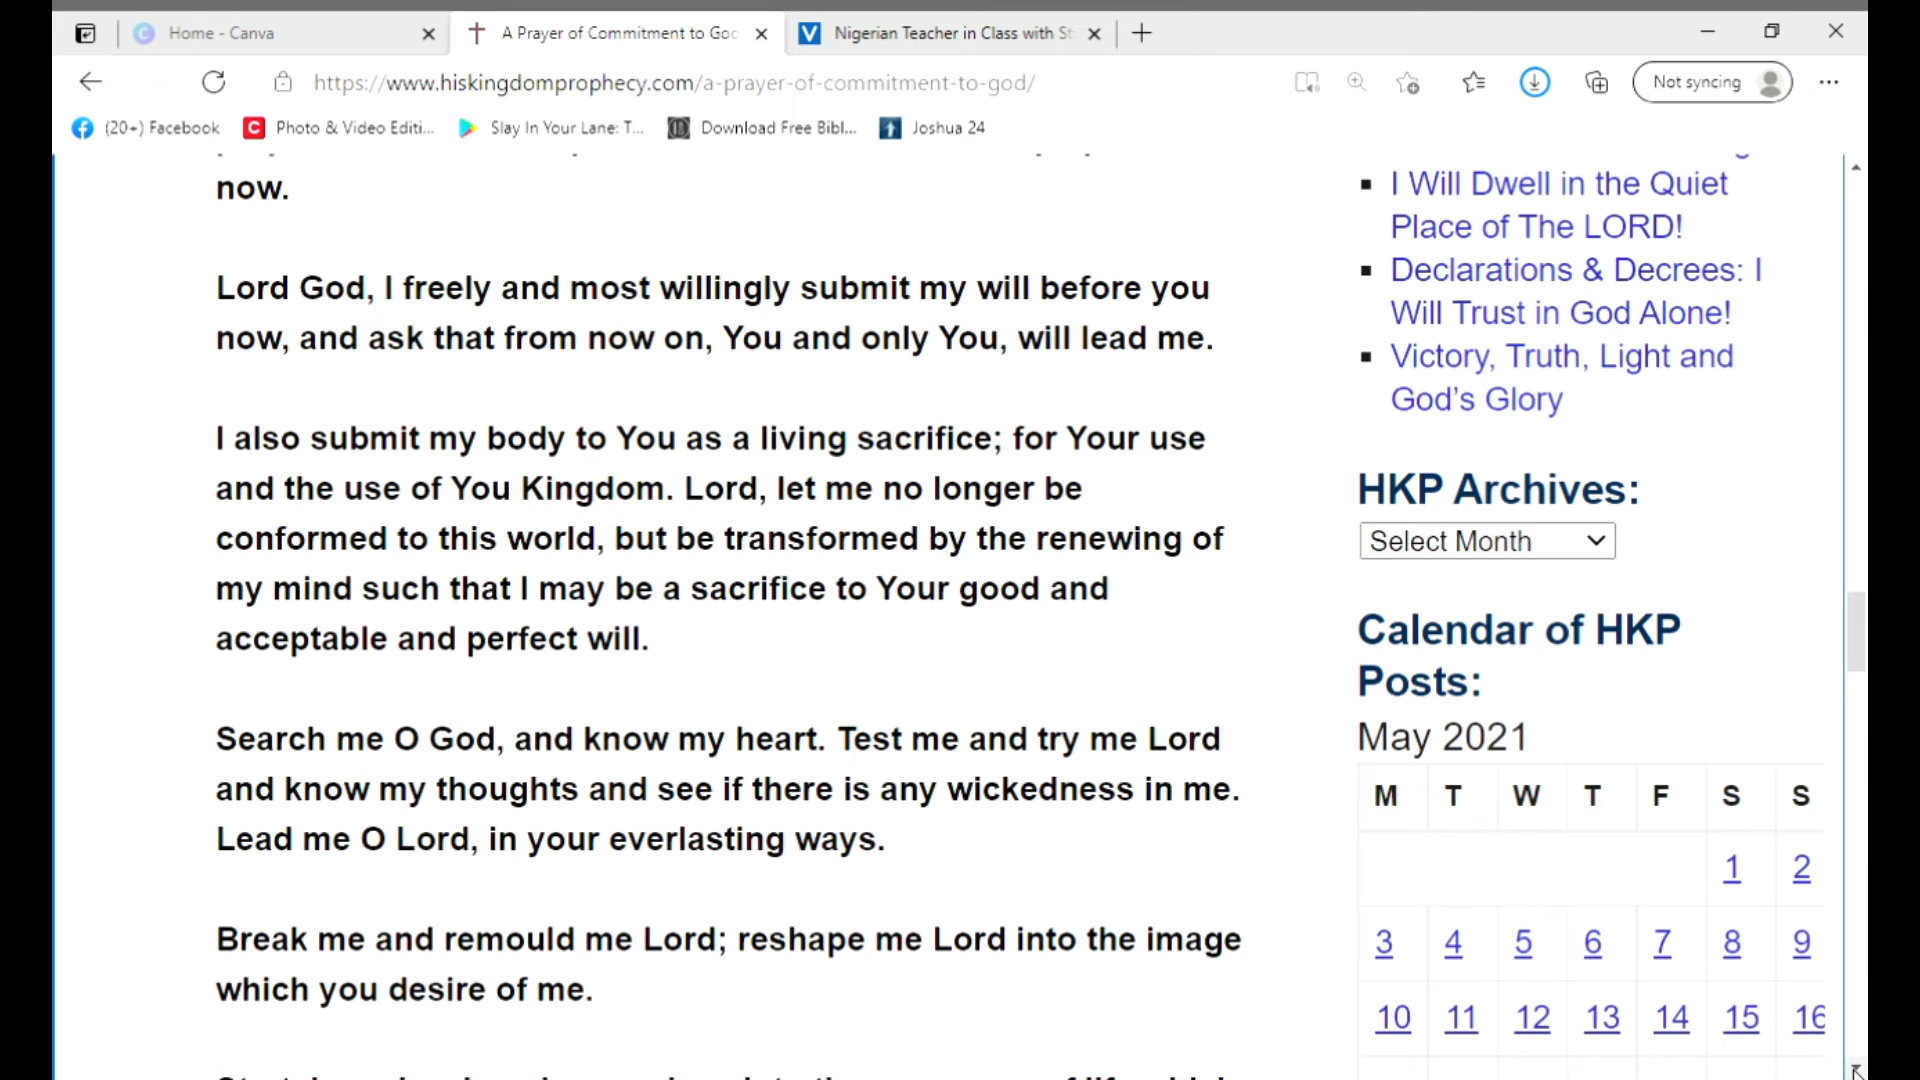 Home - Canva
A Prayer of Commitment to Goc
Nigerian Teacher in Class with St
https://www.hiskingdomprophecy.com/a-prayer-of-commitment-to-god/
Not syncing
(20+) Facebook
Photo & Video Editi...
Slay In Your Lane: T...
Download Free Bibl...
Joshua 24
now.
Lord God, I freely and most willingly submit my will before you
now, and ask that from now on, You and only You, will lead me.
I also submit my body to You as a living sacrifice; for Your use
and the use of You Kingdom. Lord, let me no longer be
conformed to this world, but be transformed by the renewing of
my mind such that I may be a sacrifice to Your good and
acceptable and perfect will.
Search me O God, and know my heart. Test me and try me Lord
and know my thoughts and see if there is any wickedness in me.
Lead me O Lord, in your everlasting ways.
Break me and remould me Lord; reshape me Lord into the image
which you desire of me.
I Will Dwell in the Quiet
Place of The LORD!
Declarations & Decrees: I
Will Trust in God Alone!
Victory, Truth, Light and
God's Glory
HKP Archives:
Select Month
Calendar of HKP
Posts:
May 2021
M T W T F S S
1 2
3 4 5 6 7 8 9
10 11 12 13 14 15 16